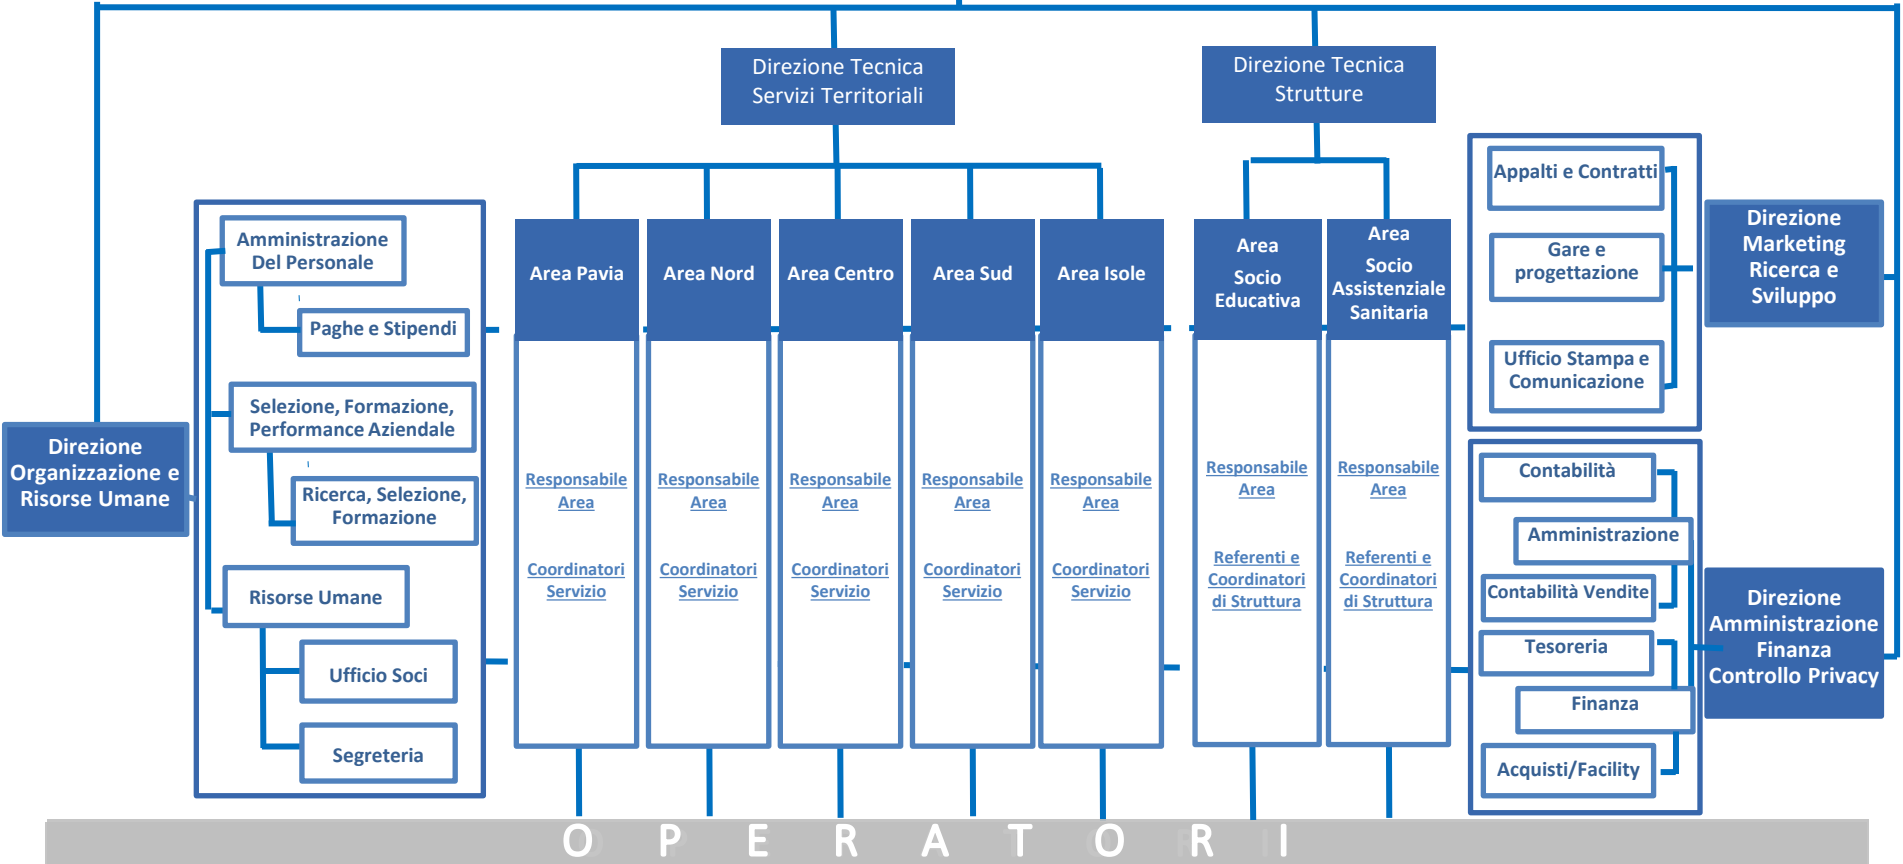 Direzione Tecnica
Servizi Territoriali
Direzione Tecnica
Strutture
Direzione
Organizzazione e
Risorse Umane
Amministrazione
Del Personale
Paghe e Stipendi
Selezione, Formazione,
Performance Aziendale
Ricerca, Selezione,
Formazione
Risorse Umane
Ufficio Soci
Segreteria
Area Pavia
Responsabile
Area
Coordinatori
Servizio
Area Nord
Responsabile
Area
Coordinatori
Servizio
Area Centro
Responsabile
Area
Coordinatori
Servizio
Area Sud
Responsabile
Area
Coordinatori
Servizio
Area Isole
Responsabile
Area
Coordinatori
Servizio
Area
Socio
Educativa
Responsabile
Area
Referenti e
Coordinatori
di Struttura
Area
Socio
Assistenziale
Sanitaria
Responsabile
Area
Referenti e
Coordinatori
di Struttura
Appalti e Contratti
Gare e
progettazione
Ufficio Stampa e
Comunicazione
Direzione
Marketing
Ricerca e
Sviluppo
Contabilità
Amministrazione
Contabilità Vendite
Tesoreria
Finanza
Acquisti/Facility
Direzione
Amministrazione
Finanza
Controllo Privacy
O P E R A T O R I